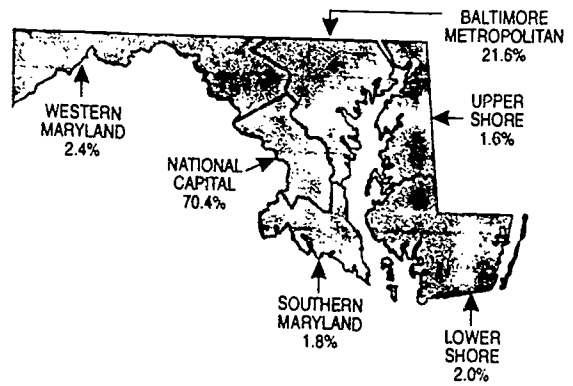 BALTIMORE
METROPOLITAN
21.6%
UPPER
SHORE
1.6%
WESTERN
MARYLAND
2.4%
NATIONAL
CAPITAL
70.4%
SOUTHERN
MARYLAND
1.8%
LOWER
SHORE
2.0%